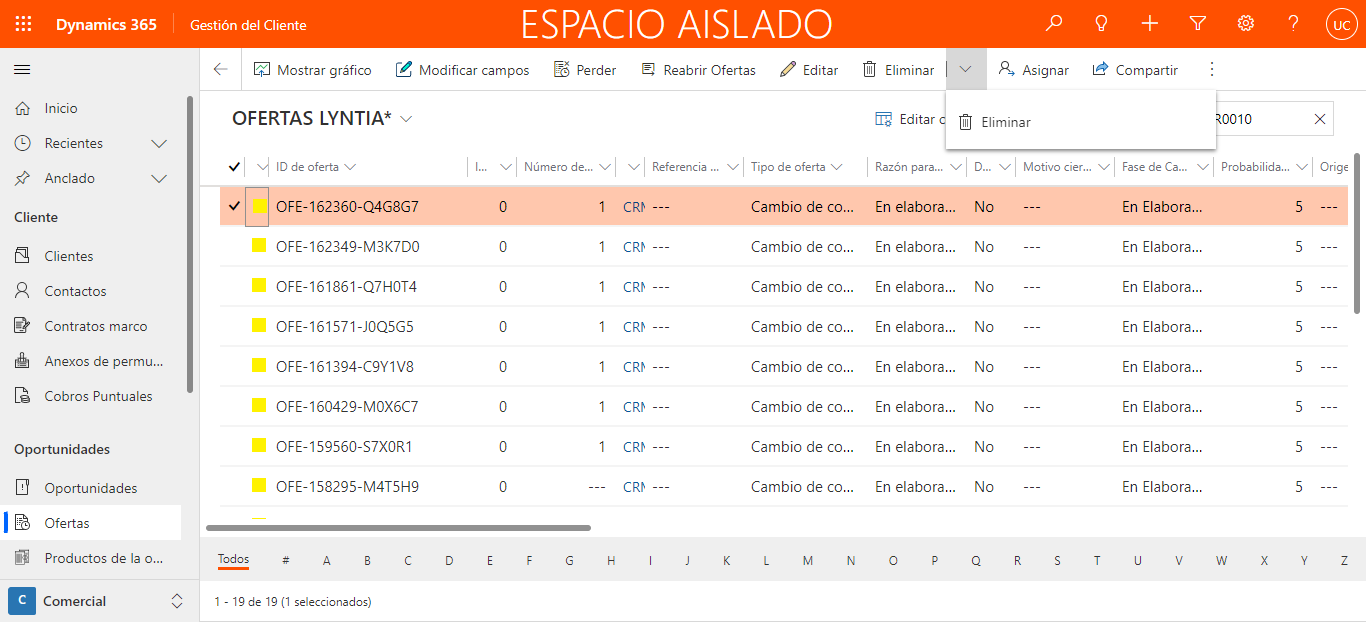 Dynamics 365 Gestión del Cliente ESPACIO AISLADO UC
Mostrar gráfico Modificar campos Perder Reabrir Ofertas Editar Eliminar Asignar Compartir
Inicio
Recientes
Anclado
Cliente
Clientes
Contactos
Contratos marco
Anexos de permu...
Cobros Puntuales
Oportunidades
Oportunidades
Ofertas
Productos de la o...
C Comercial
OFERTAS LYNTIA* Editar c R0010
Eliminar
ID de oferta I... Número de... Referencia ... Tipo de oferta Razón para... D... Motivo cier... Fase de Ca... Probabilida... Orige
OFE-162360-Q4G8G7 0 1 CRM --- Cambio de co... En elabora... No --- En Elabora... 5 ---
OFE-162349-M3K7D0 0 1 CRM --- Cambio de co... En elabora... No --- En Elabora... 5 ---
OFE-161861-Q7H0T4 0 1 CRM --- Cambio de co... En elabora... No --- En Elabora... 5 ---
OFE-161571-J0Q5G5 0 1 CRM --- Cambio de co... En elabora... No --- En Elabora... 5 ---
OFE-161394-C9Y1V8 0 1 CRM --- Cambio de co... En elabora... No --- En Elabora... 5 ---
OFE-160429-M0X6C7 0 1 CRM --- Cambio de co... En elabora... No --- En Elabora... 5 ---
OFE-159560-S7X0R1 0 1 CRM --- Cambio de co... En elabora... No --- En Elabora... 5 ---
OFE-158295-M4T5H9 0 --- CRM --- Cambio de co... En elabora... No --- En Elabora... 5 ---
Todos # A B C D E F G H I J K L M N O P Q R S T U V W X Y Z
1 - 19 de 19 (1 seleccionados)